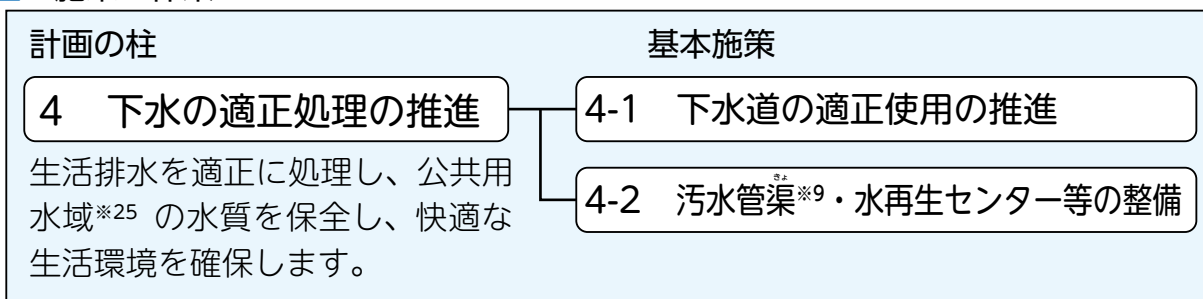 計画の柱
基本施策
4 下水の適正処理の推進
4-1 下水道の適正使用の推進
生活排水を適正に処理し、公共用
水域※25 の水質を保全し、快適な
生活環境を確保します。
4-2 汚水管渠※9・水再生センター等の整備
きょ